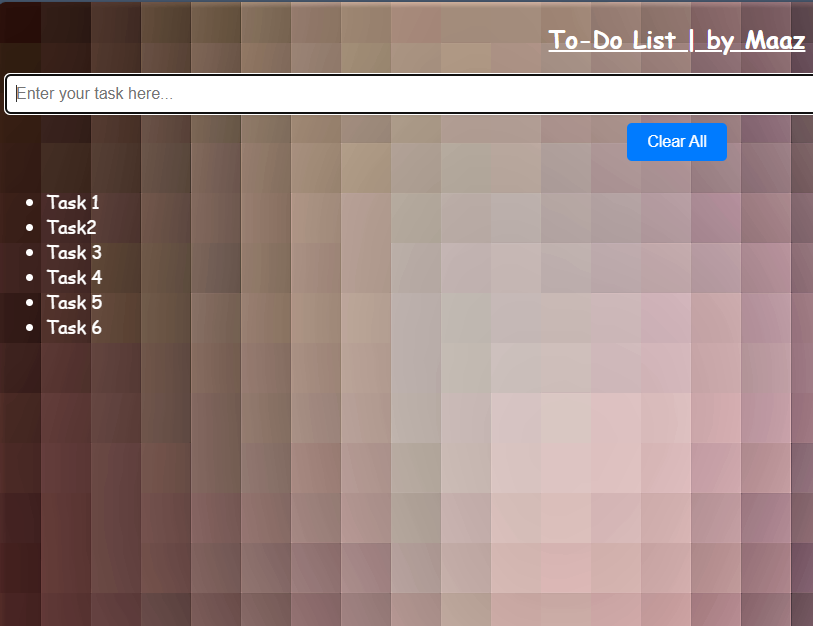 To-Do List | by Maaz
Enter your task here...
Clear All
Task 1
Task2
Task 3
Task 4
Task 5
Task 6